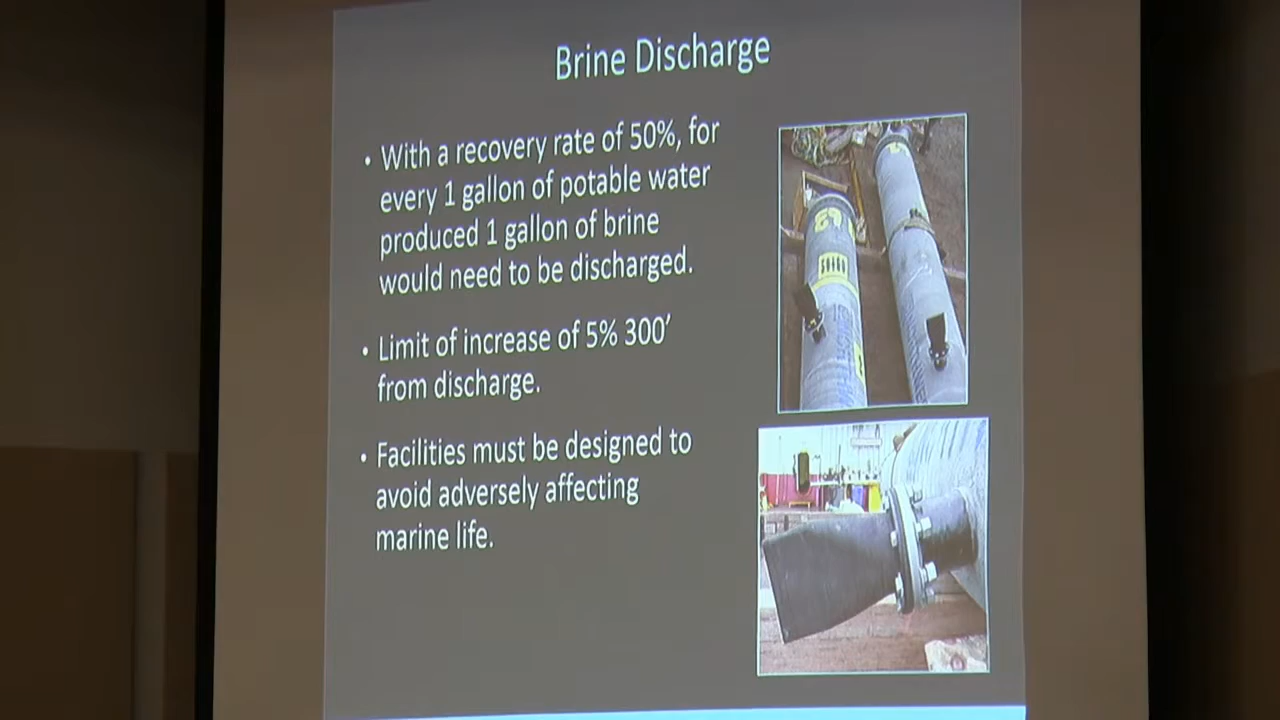 Brine Discharge
• With a recovery rate of 50%, for
every 1 gallon of potable water
produced 1 gallon of brine
would need to be discharged.
• Limit of increase of 5% 300’
from discharge.
• Facilities must be designed to
avoid adversely affecting
marine life.